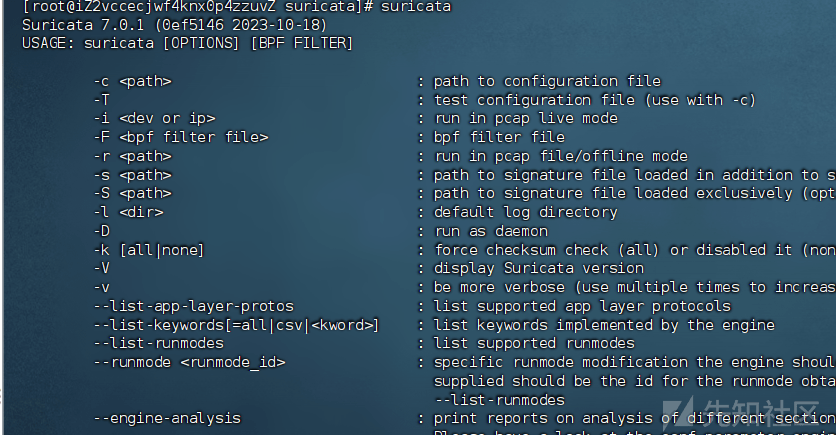 [root@iZ2vccecjwf4knx0p4zzuvZ suricata]# suricata
Suricata 7.0.1 (0ef5146 2023-10-18)
USAGE: suricata [OPTIONS] [BPF FILTER]
-c <path> : path to configuration file
-T : test configuration file (use with -c)
-i <dev or ip> : run in pcap live mode
-F <bpf filter file> : bpf filter file
-r <path> : run in pcap file/offline mode
-s <path> : path to signature file loaded in addition to s
-S <path> : path to signature file loaded exclusively (opt
-l <dir> : default log directory
-D : run as daemon
-k [all|none] : force checksum check (all) or disabled it (non
-V : display Suricata version
-v : be more verbose (use multiple times to increas
--list-app-layer-protos : list supported app layer protocols
--list-keywords[=all|csv|<kword>] : list keywords implemented by the engine
--list-runmodes : list supported runmodes
--runmode <runmode_id> : specific runmode modification the engine shoul
supplied should be the id for the runmode obta
--list-runmodes
--engine-analysis : print reports on analysis of different section
先知社区